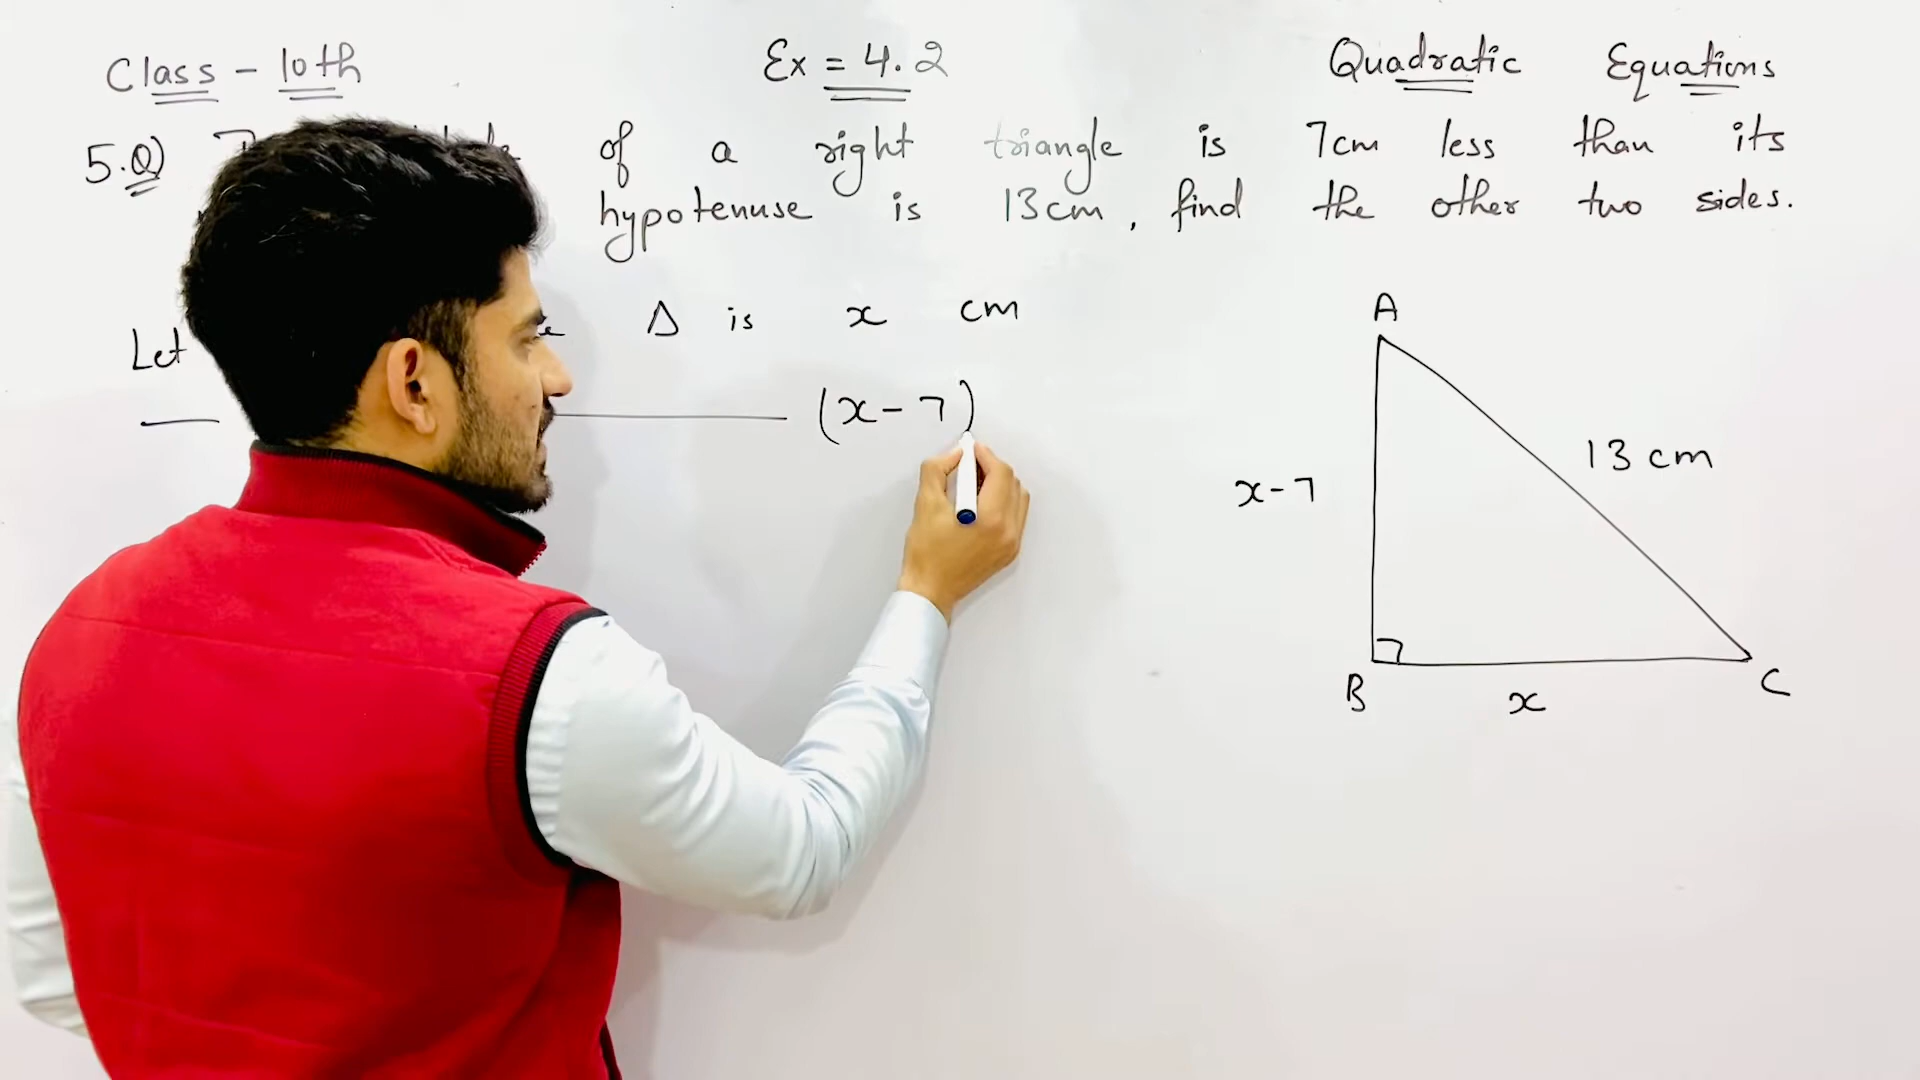 Class - 10th Ex = 4.2 Quadratic Equations
5.Q) of a right triangle is 7cm less than its
hypotenuse is 13cm, find the other two sides.
Let Δ is x cm
(x-7)
A
13 cm
x-7
B x C